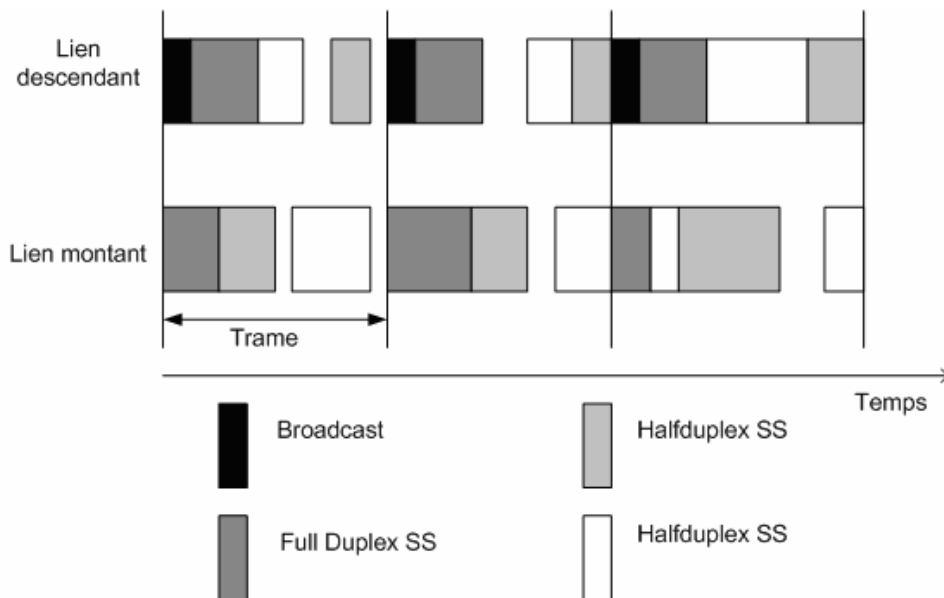 Lien
descendant
Lien montant
Trame
Temps
Broadcast
Halfduplex SS
Full Duplex SS
Halfduplex SS